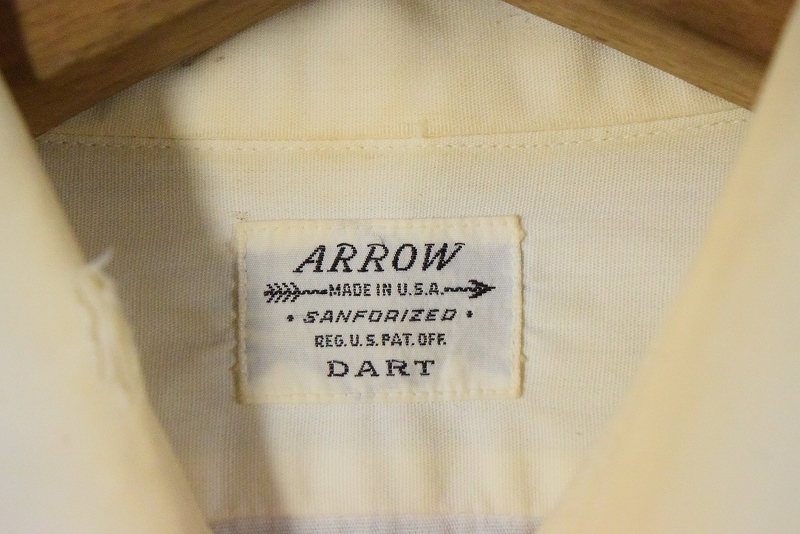 ARROW
MADE IN U.S.A.
• SANFORIZED •
REG. U.S. PAT. OFF.
DART